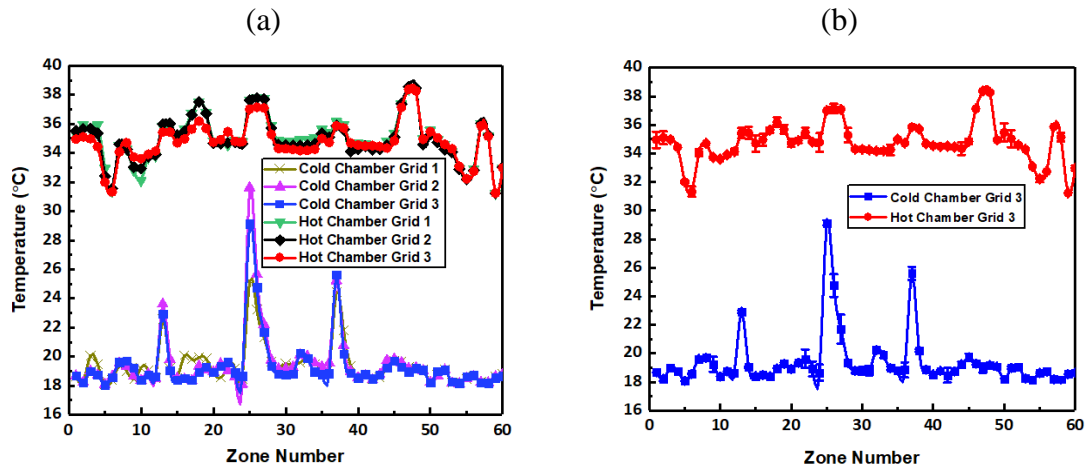 (a)
40
38
36
34
32
30
28
26
24
22
20
18
16
Temperature (°C)
Cold Chamber Grid 1
Cold Chamber Grid 2
Cold Chamber Grid 3
Hot Chamber Grid 1
Hot Chamber Grid 2
Hot Chamber Grid 3
0 10 20 30 40 50 60
Zone Number
(b)
40
38
36
34
32
30
28
26
24
22
20
18
16
Temperature (°C)
Cold Chamber Grid 3
Hot Chamber Grid 3
0 10 20 30 40 50 60
Zone Number